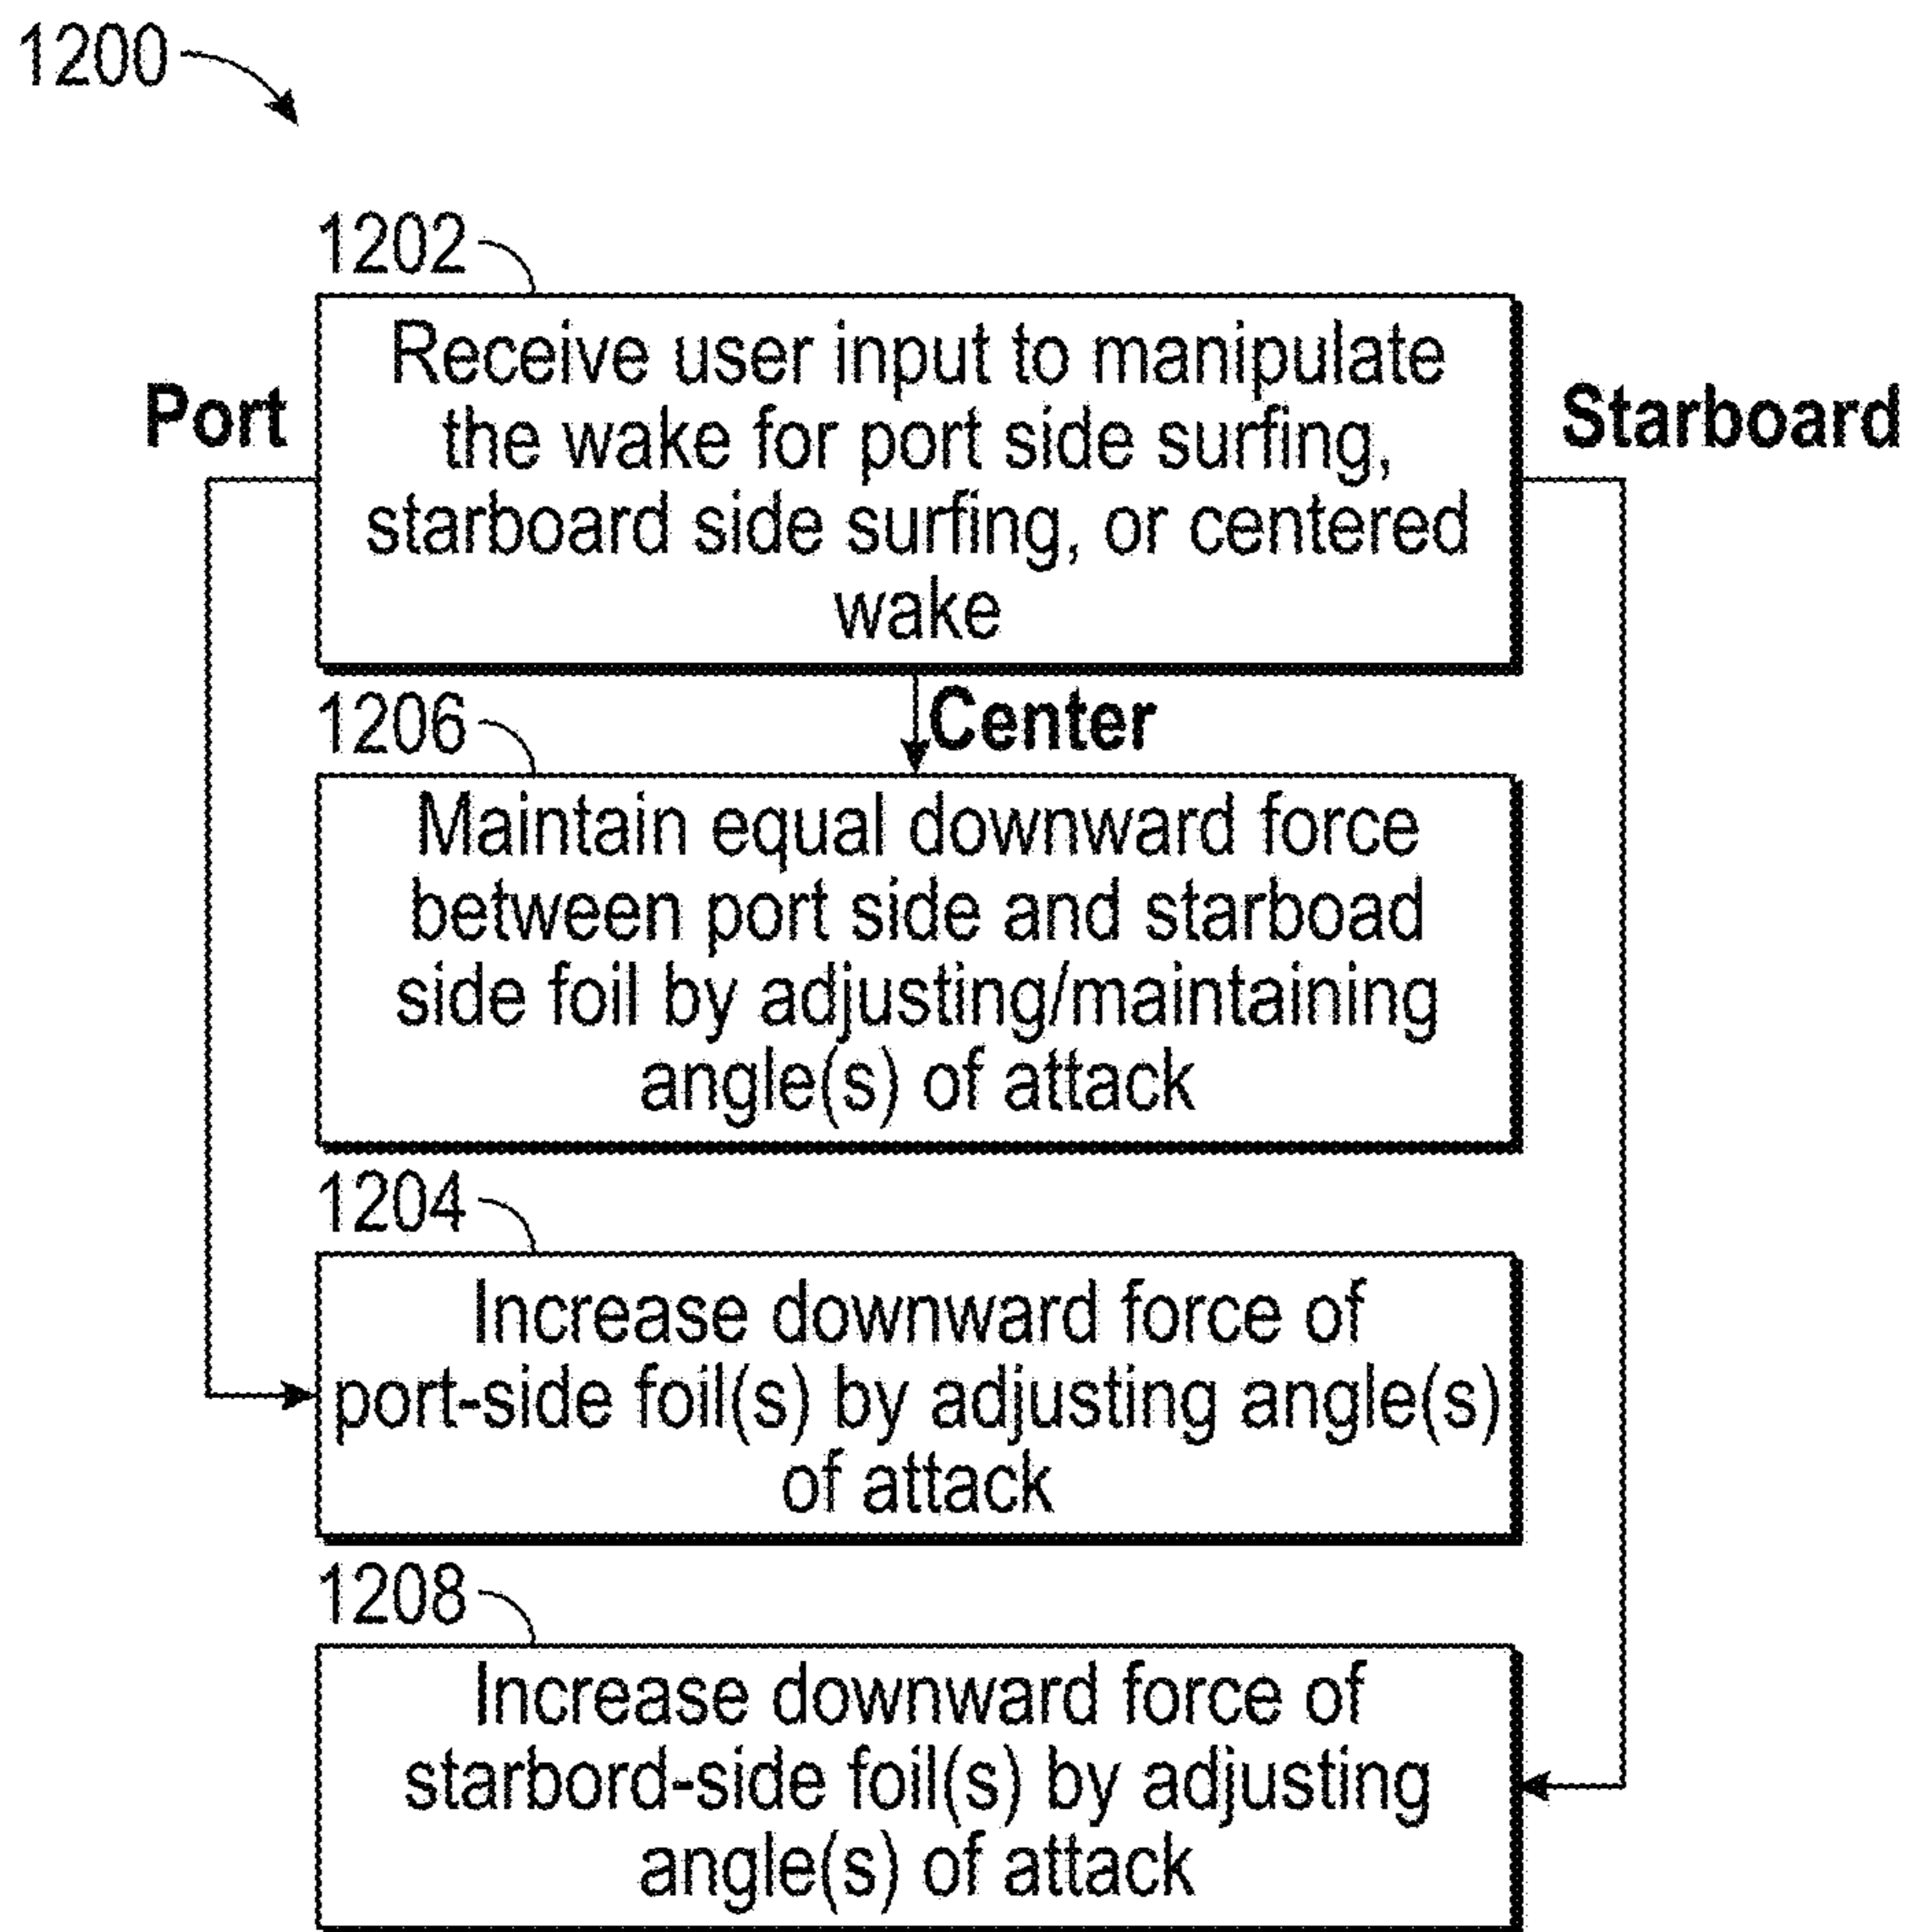 1200
1202
Port
Receive user input to manipulate
the wake for port side surfing,
starboard side surfing, or centered
wake
Starboard
Center
1206
Maintain equal downward force
between port side and starboad
side foil by adjusting/maintaining
angle(s) of attack
1204
Increase downward force of
port-side foil(s) by adjusting angle(s)
of attack
1208
Increase downward force of
starbord-side foil(s) by adjusting
angle(s) of attack